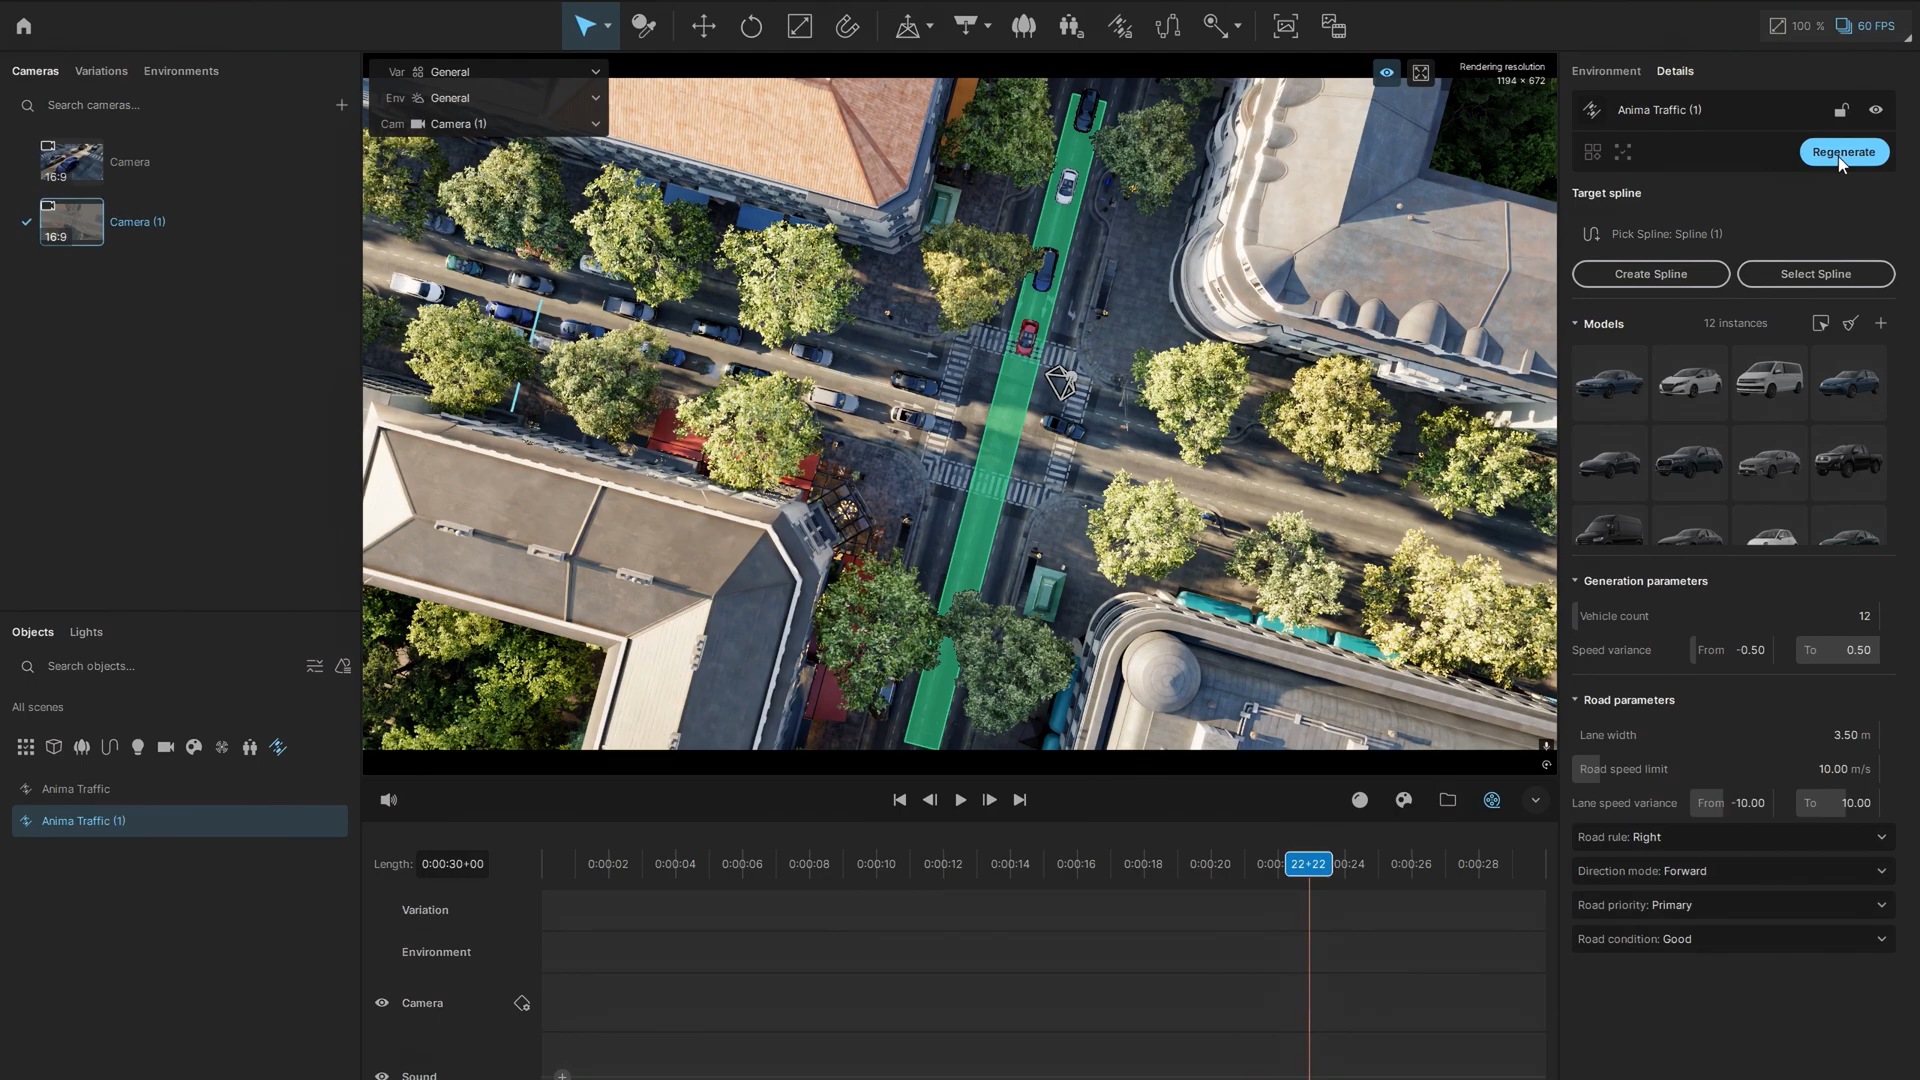 100 %
60 FPS
Cameras
Variations
Environments
Search cameras...
16:9
Camera
16:9
Camera (1)
Var
General
Env
General
Cam
Camera (1)
Rendering resolution
1194 × 672
Environment
Details
Anima Traffic (1)
Regenerate
Target spline
Pick Spline: Spline (1)
Create Spline
Select Spline
Models
12 instances
Generation parameters
Vehicle count
12
Speed variance
From
-0.50
To
0.50
Road parameters
Lane width
3.50 m
Road speed limit
10.00 m/s
Lane speed variance
From
-10.00
To
10.00
Road rule: Right
Direction mode: Forward
Road priority: Primary
Road condition: Good
Objects
Lights
Search objects...
All scenes
Anima Traffic
Anima Traffic (1)
Length:
0:00:30+00
0:00:02
0:00:04
0:00:06
0:00:08
0:00:10
0:00:12
0:00:14
0:00:16
0:00:18
0:00:20
0:00:
22+22
00:24
0:00:26
0:00:28
Variation
Environment
Camera
Sound